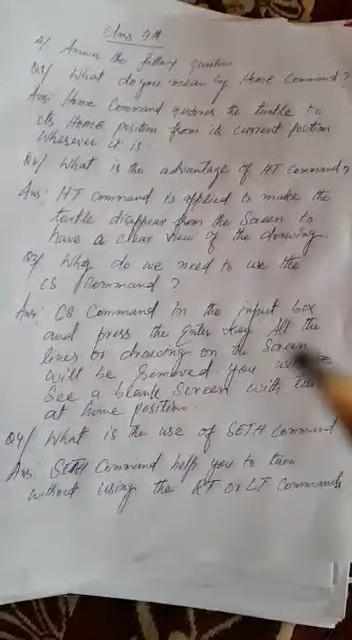 Class 4th
A/ Answer the following question
Q1/ What do you mean by HOME Command?
Ans: Home Command restores the turtle to
its HOME position from its current position
wherever it is.
Q2/ What is the advantage of HT Command?
Ans: HT Command is applied to make the
turtle disappear from the Screen to
have a clear view of the drawing.
Q3/ Why do we need to use the
CS Command?
Ans: CS Command in the input box
and press the Enter key All the
lines or drawing on the Screen
will be removed. you
See a blank Screen with
at home position.
Q4/ What is the use of SETH Command
Ans. SETH Command help you to turn
without using the RT or LT Commands